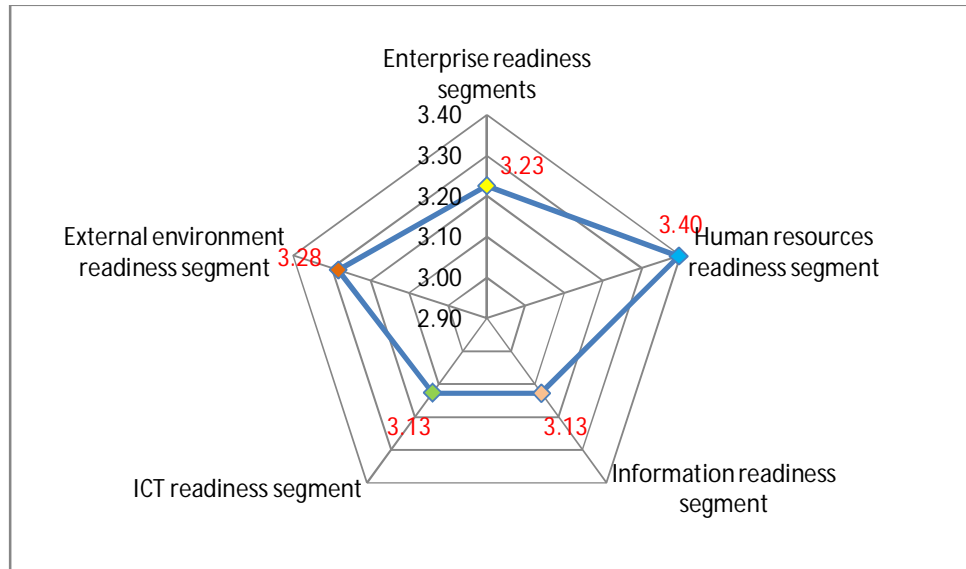 Enterprise readiness
segments
3.40
3.30
3.23
3.20
3.10
3.00
2.90
3.40
Human resources
readiness segment
External environment
readiness segment
3.28
3.13
3.13
Information readiness
segment
ICT readiness segment